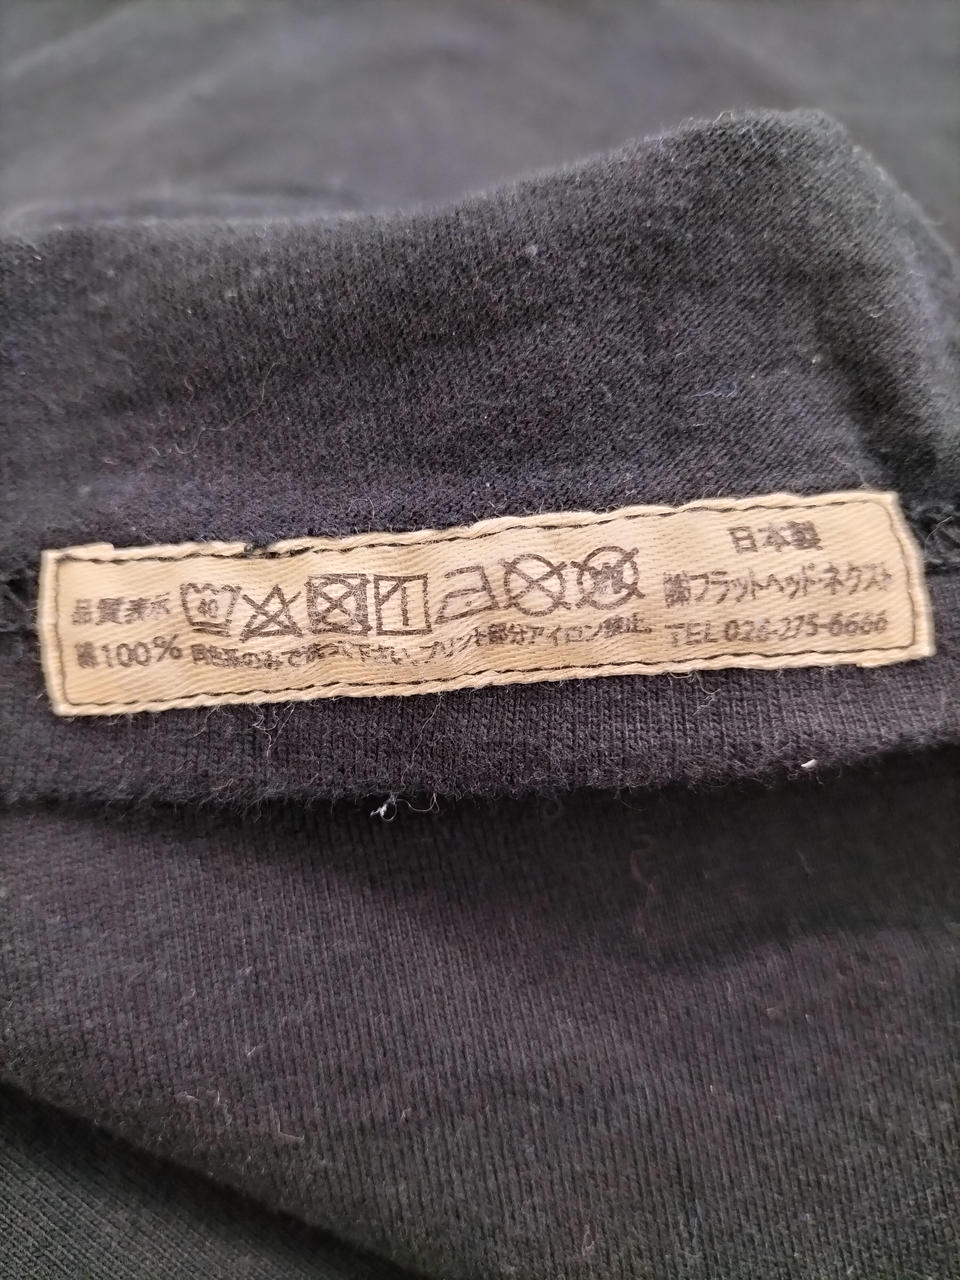 品質表示
綿100%
40
同色系のみで洗って下さい。プリント部分アイロン禁止。
日本製
㈱フラットヘッド・ネクスト
TEL 026-275-6666